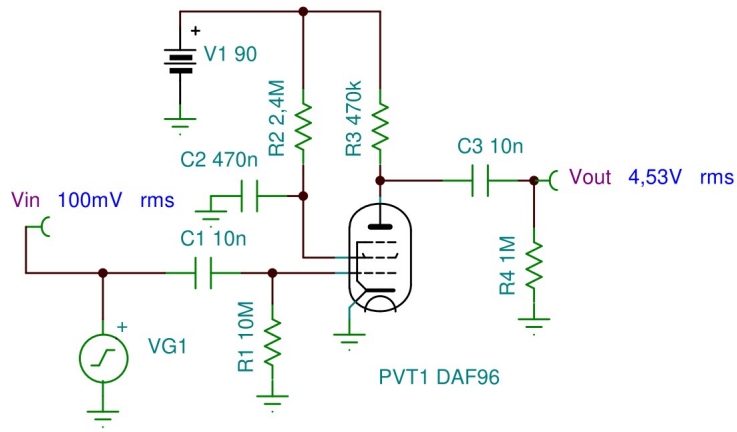 +
V1 90
R2 2,4M
R3 470k
C2 470n
C3 10n
Vin 100mV rms
Vout 4,53V rms
C1 10n
R4 1M
+
VG1
R1 10M
PVT1 DAF96